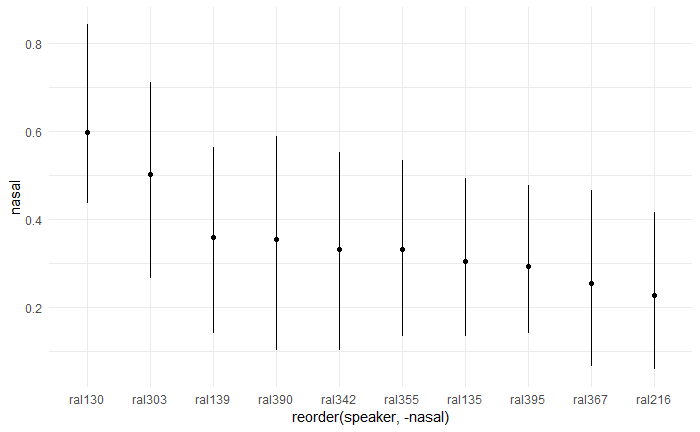 nasal
0.8
0.6
0.4
0.2
ral130 ral303 ral139 ral390 ral342 ral355 ral135 ral395 ral367 ral216
reorder(speaker, -nasal)